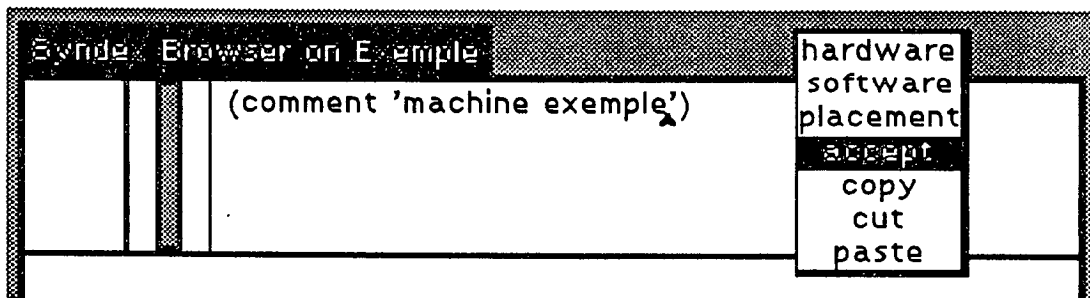 Syndex Browser on Exemple
(comment 'machine exemple')
hardware
software
placement
accept
copy
cut
paste